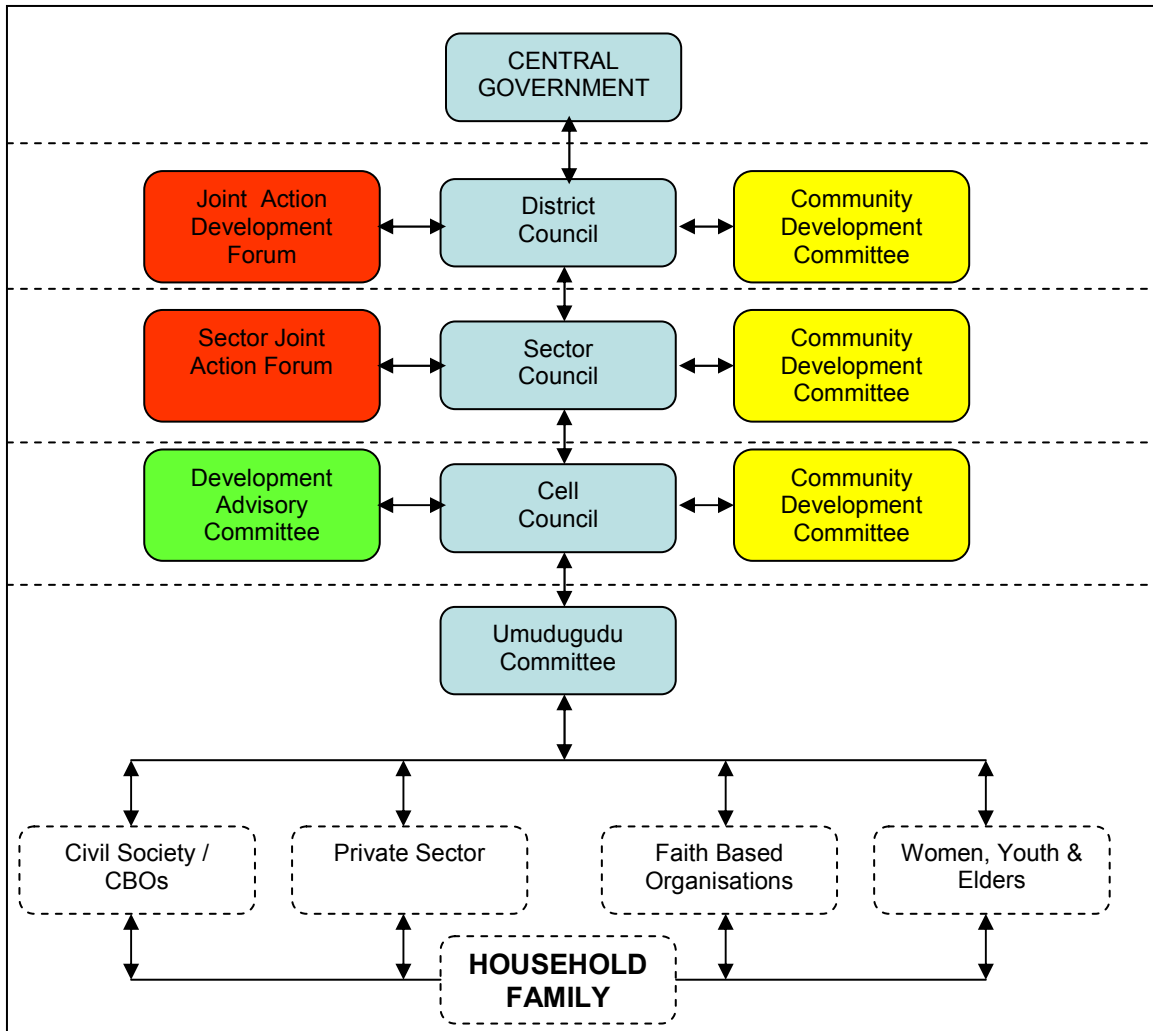 CENTRAL
GOVERNMENT
Joint Action
Development
Forum
District
Council
Community
Development
Committee
Sector Joint
Action Forum
Sector
Council
Community
Development
Committee
Development
Advisory
Committee
Cell
Council
Community
Development
Committee
Umudugudu
Committee
Civil Society /
CBOs
Private Sector
Faith Based
Organisations
Women, Youth &
Elders
HOUSEHOLD
FAMILY